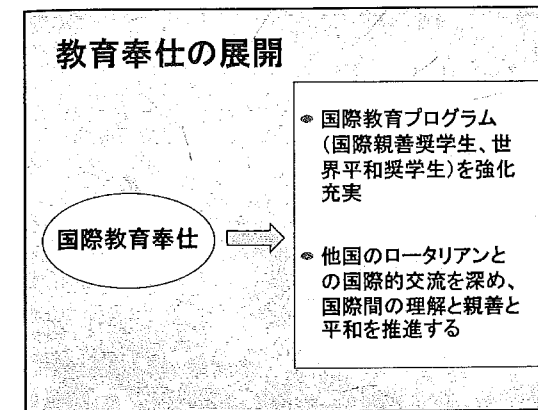 教育奉仕の展開
国際教育奉仕
国際教育プログラム
（国際親善奨学生、世
界平和奨学生）を強化
充実
他国のロータリアンと
の国際的交流を深め、
国際間の理解と親善と
平和を推進する